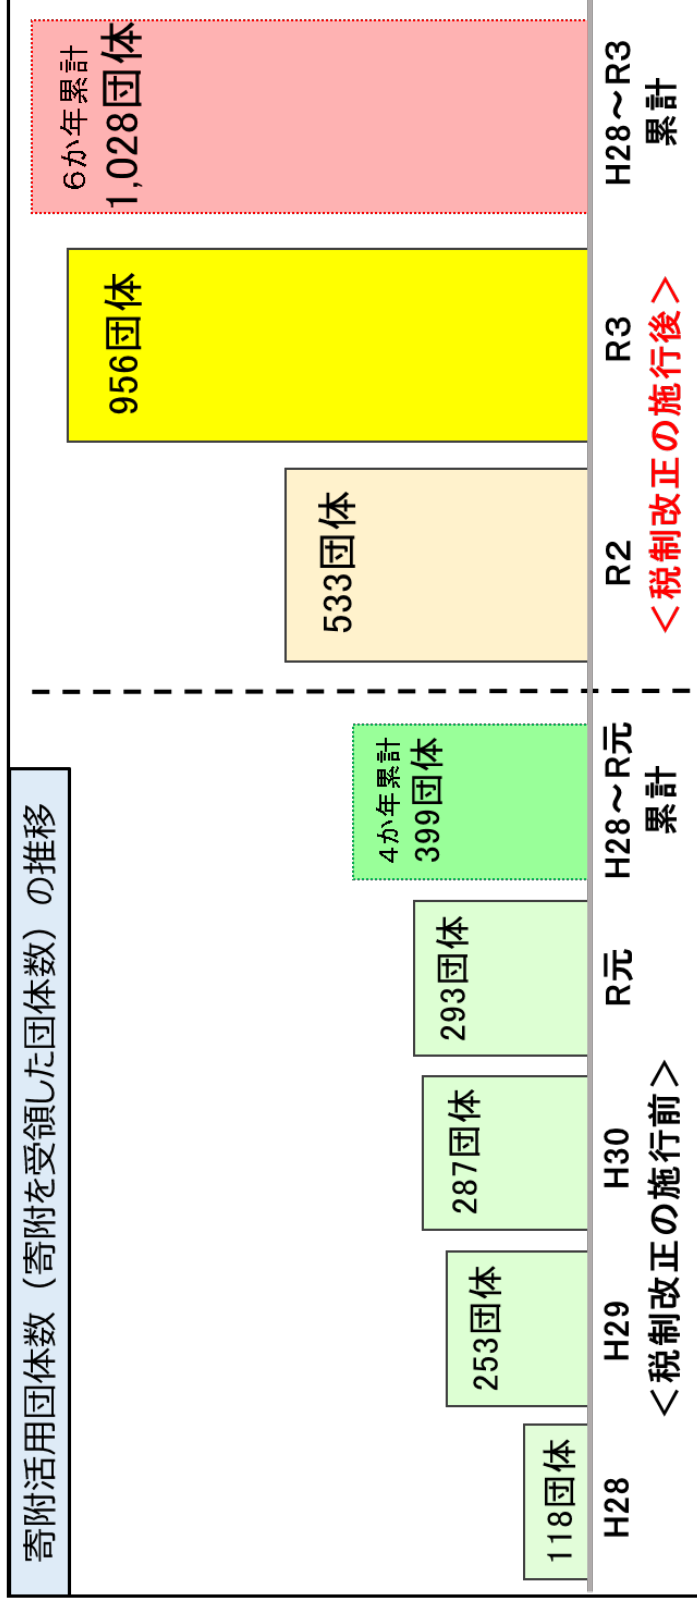 寄附活用団体数（寄附を受領した団体数）の推移
118団体
253団体
287団体
293団体
4か年累計
399団体
533団体
956団体
6か年累計
1,028団体
H28
H29
H30
R元
H28～R元
累計
R2
R3
H28～R3
累計
＜税制改正の施行前＞
＜税制改正の施行後＞